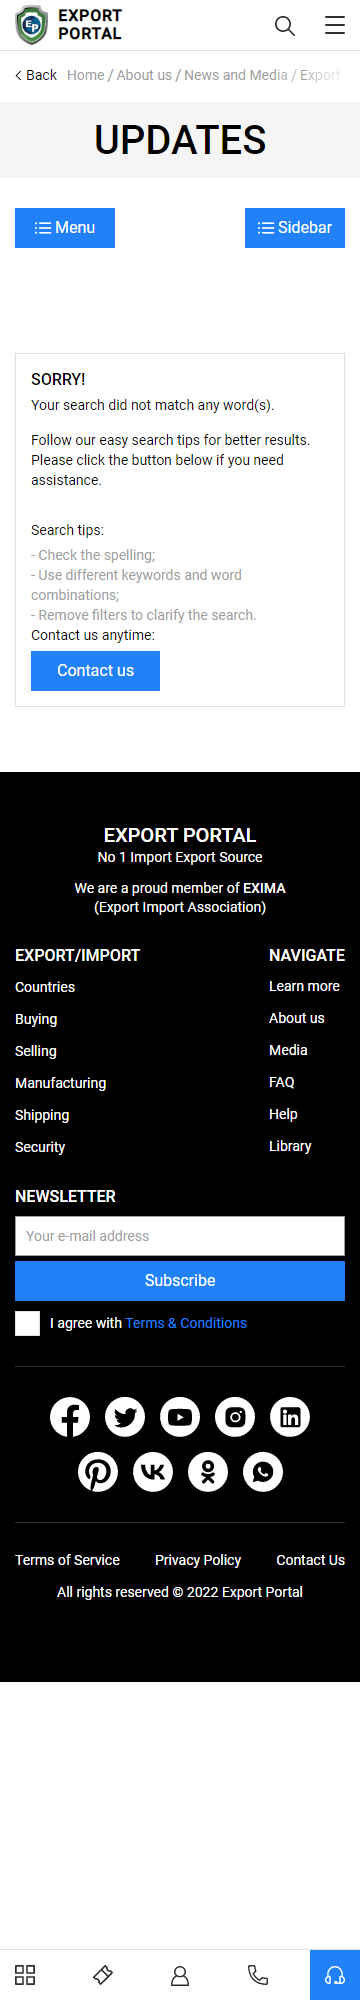 EXPORT
PORTAL
Back Home / About us / News and Media / Export
UPDATES
Menu
Sidebar
SORRY!
Your search did not match any word(s).
Follow our easy search tips for better results.
Please click the button below if you need
assistance.
Search tips:
- Check the spelling;
- Use different keywords and word
combinations;
- Remove filters to clarify the search.
Contact us anytime:
Contact us
EXPORT PORTAL
No 1 Import Export Source
We are a proud member of EXIMA
(Export Import Association)
EXPORT/IMPORT
Countries
Buying
Selling
Manufacturing
Shipping
Security
NAVIGATE
Learn more
About us
Media
FAQ
Help
Library
NEWSLETTER
Your e-mail address
Subscribe
I agree with Terms & Conditions
Terms of Service
Privacy Policy
Contact Us
All rights reserved © 2022 Export Portal